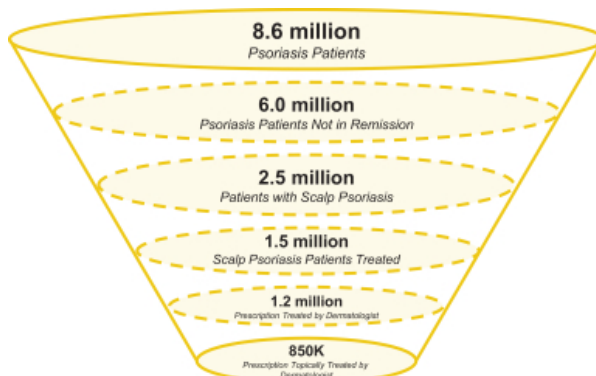 8.6 million
Psoriasis Patients
6.0 million
Psoriasis Patients Not in Remission
2.5 million
Patients with Scalp Psoriasis
1.5 million
Scalp Psoriasis Patients Treated
1.2 million
Prescription Treated by Dermatologist
850K
Prescription Topically Treated by
Dermatologist